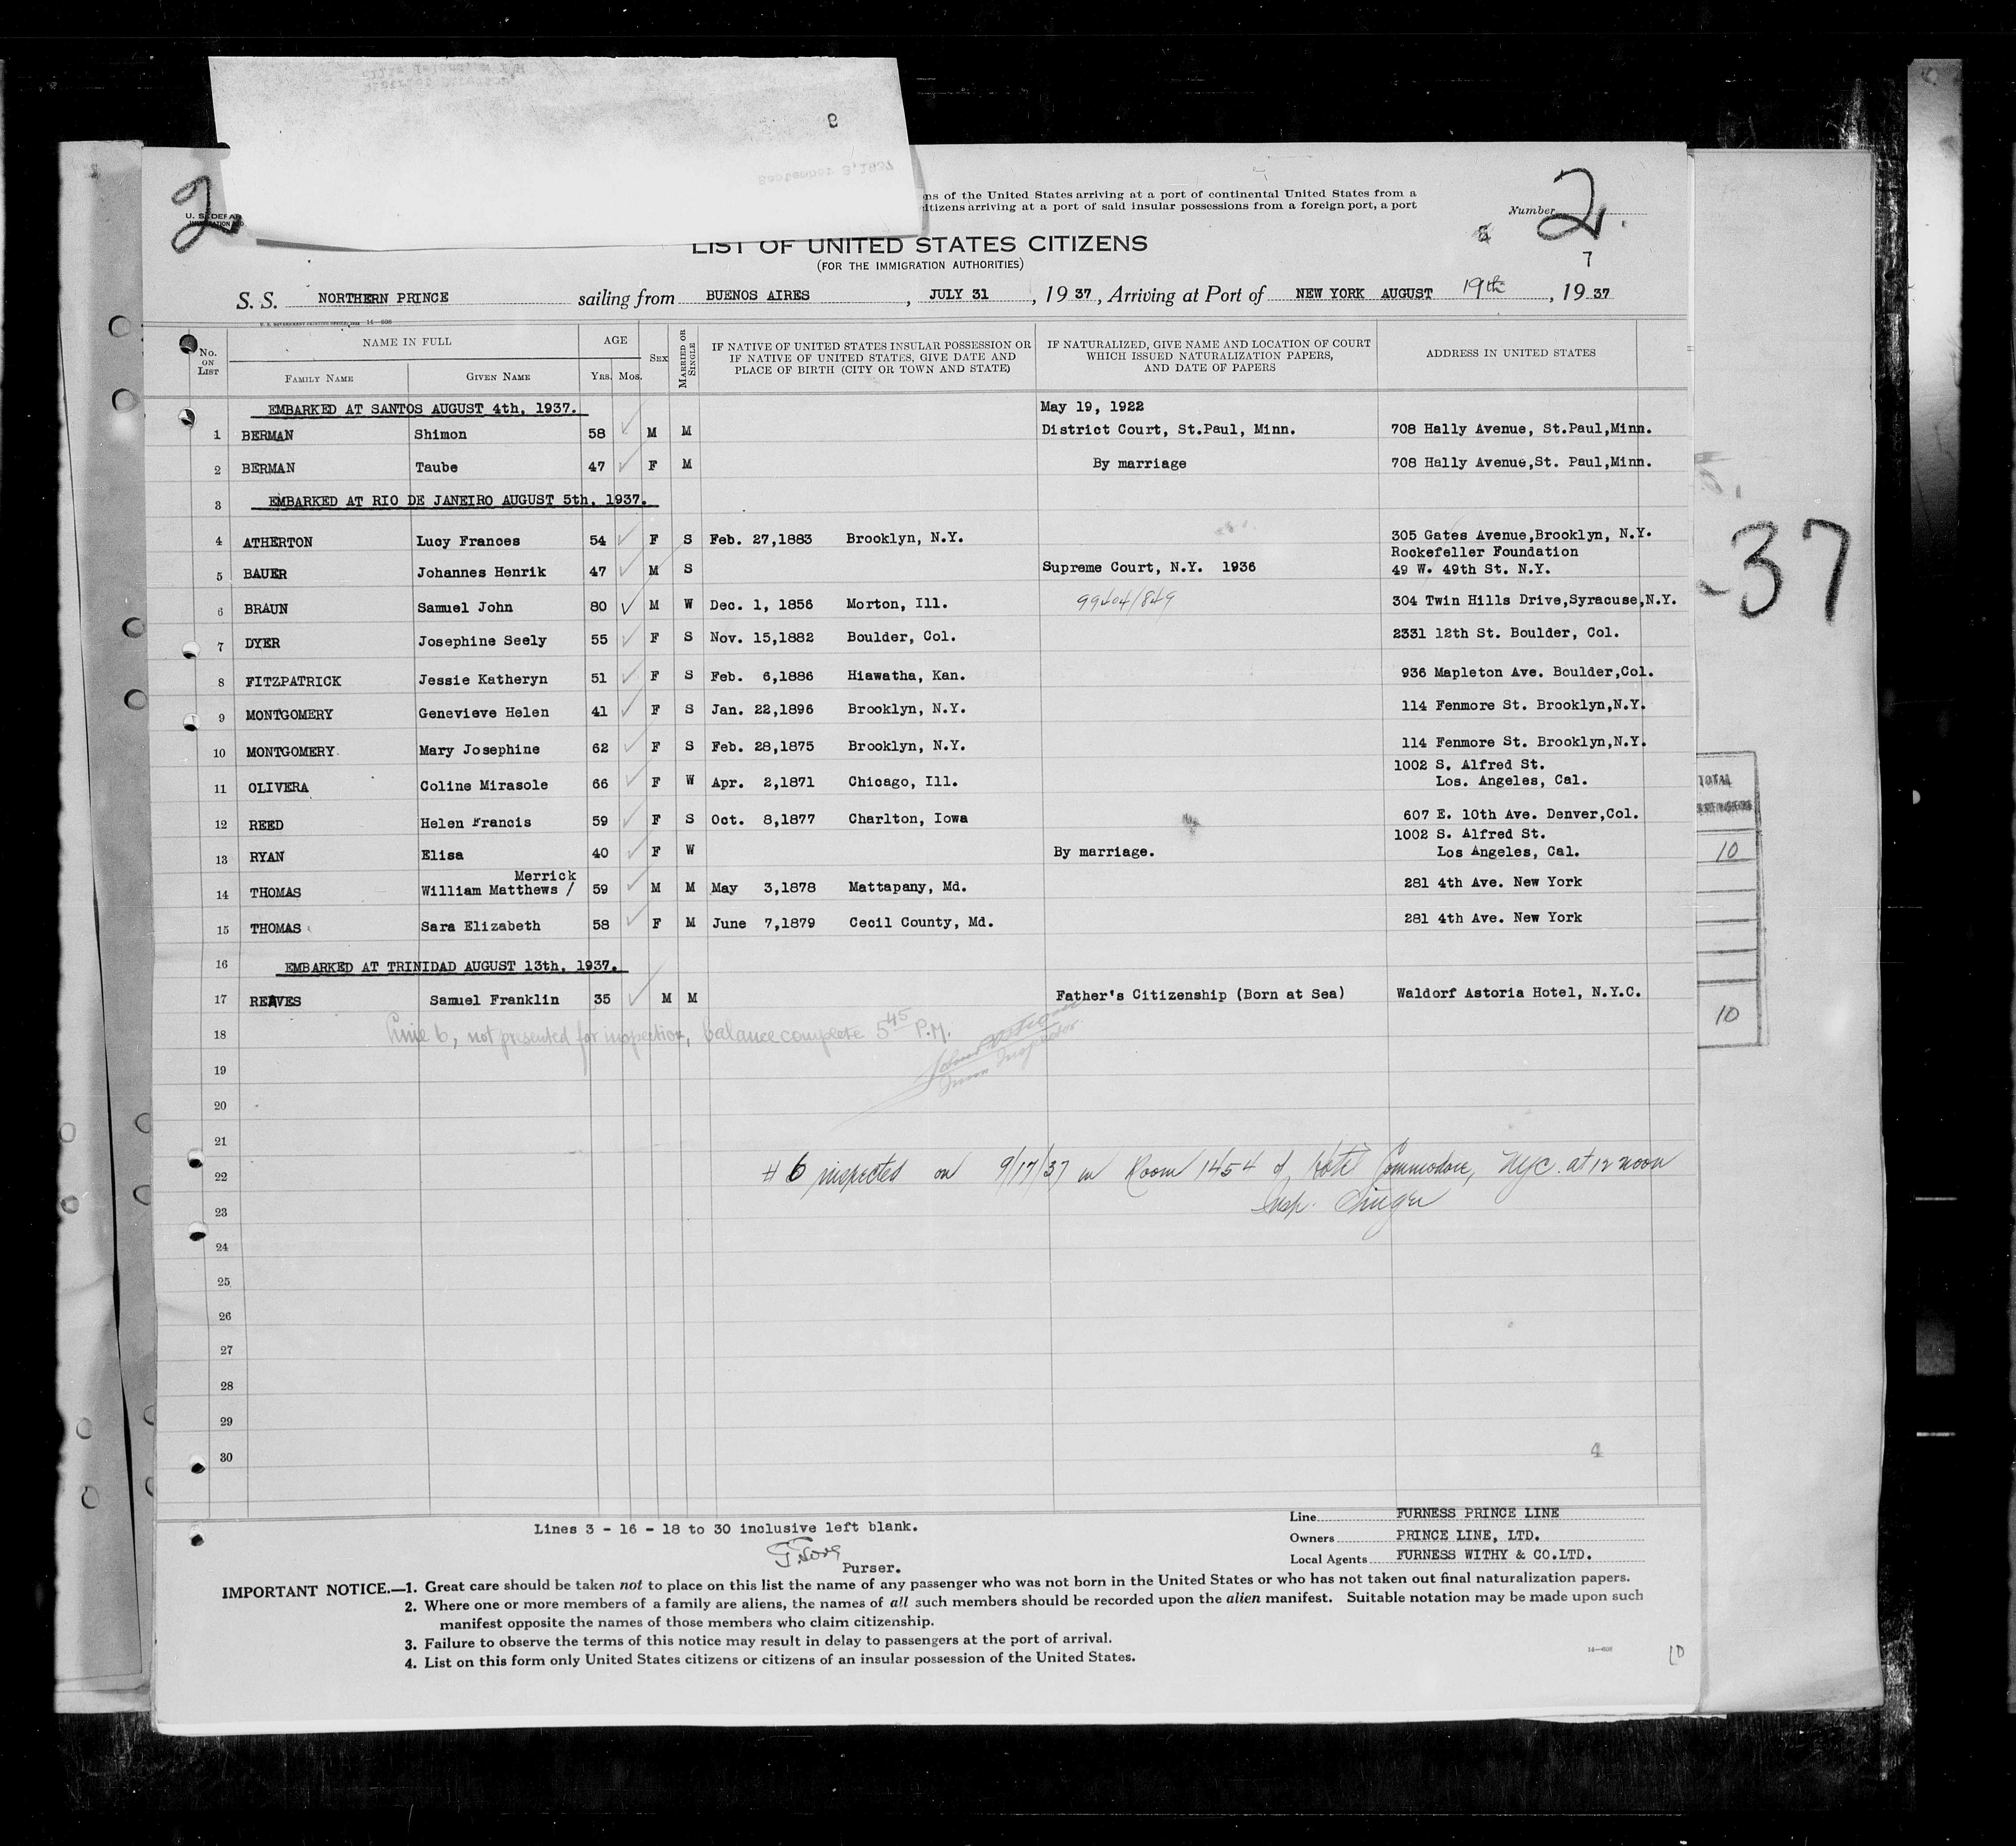 September 3, 1937
2
2.
ns of the United States arriving at a port of continental United States from a
itizens arriving at a port of said insular possessions from a foreign port, a port
Number
LIST OF UNITED STATES CITIZENS
(FOR THE IMMIGRATION AUTHORITIES)
7
S. S. NORTHERN PRINCE sailing from BUENOS AIRES, JULY 31, 1937, Arriving at Port of NEW YORK AUGUST 19th, 1937
No. ON LIST
NAME IN FULL
FAMILY NAME GIVEN NAME
AGE
YRS. MOS.
SEX
MARRIED OR SINGLE
IF NATIVE OF UNITED STATES INSULAR POSSESSION OR
IF NATIVE OF UNITED STATES, GIVE DATE AND
PLACE OF BIRTH (CITY OR TOWN AND STATE)
IF NATURALIZED, GIVE NAME AND LOCATION OF COURT
WHICH ISSUED NATURALIZATION PAPERS,
AND DATE OF PAPERS
ADDRESS IN UNITED STATES
EMBARKED AT SANTOS AUGUST 4th, 1937. May 19, 1922
1 BERMAN Shimon 58 M M District Court, St.Paul, Minn. 708 Hally Avenue, St.Paul,Minn.
2 BERMAN Taube 47 F M By marriage 708 Hally Avenue,St. Paul,Minn.
3 EMBARKED AT RIO DE JANEIRO AUGUST 5th, 1937.
4 ATHERTON Lucy Frances 54 F S Feb. 27,1883 Brooklyn, N.Y. 305 Gates Avenue,Brooklyn, N.Y.
Rockefeller Foundation
5 BAUER Johannes Henrik 47 M S Supreme Court, N.Y. 1936 49 W. 49th St. N.Y.
6 BRAUN Samuel John 80 M W Dec. 1, 1856 Morton, Ill. 99404/849 304 Twin Hills Drive,Syracuse,N.Y.
7 DYER Josephine Seely 55 F S Nov. 15,1882 Boulder, Col. 2331 12th St. Boulder, Col.
8 FITZPATRICK Jessie Katheryn 51 F S Feb. 6,1886 Hiawatha, Kan. 936 Mapleton Ave. Boulder,Col.
9 MONTGOMERY Genevieve Helen 41 F S Jan. 22,1896 Brooklyn, N.Y. 114 Fenmore St. Brooklyn,N.Y.
10 MONTGOMERY Mary Josephine 62 F S Feb. 28,1875 Brooklyn, N.Y. 114 Fenmore St. Brooklyn,N.Y.
1002 S. Alfred St.
11 OLIVERA Coline Mirasole 66 F W Apr. 2,1871 Chicago, Ill. Los. Angeles, Cal.
12 REED Helen Francis 59 F S Oct. 8,1877 Charlton, Iowa 607 E. 10th Ave. Denver,Col.
1002 S. Alfred St.
13 RYAN Elisa 40 F W By marriage. Los Angeles, Cal.
Merrick
14 THOMAS William Matthews / 59 M M May 3,1878 Mattapany, Md. 281 4th Ave. New York
15 THOMAS Sara Elizabeth 58 F M June 7,1879 Cecil County, Md. 281 4th Ave. New York
16 EMBARKED AT TRINIDAD AUGUST 13th, 1937.
17 REAVES Samuel Franklin 35 M M Father's Citizenship (Born at Sea) Waldorf Astoria Hotel, N.Y.C.
18 Line 6, not presented for inspection, balance complete 5 45 P.M.
Inspector.
19
20
21
22 #6 inspected on 9/17/37 in Room 1454 of Hotel Commodore, NYC. at 12 noon
23 Insp.
24
25
26
27
28
29
30
4
Lines 3 - 16 - 18 to 30 inclusive left blank.
Purser.
Line FURNESS PRINCE LINE
Owners PRINCE LINE, LTD.
Local Agents FURNESS WITHY & CO.LTD.
IMPORTANT NOTICE.—1. Great care should be taken not to place on this list the name of any passenger who was not born in the United States or who has not taken out final naturalization papers.
2. Where one or more members of a family are aliens, the names of all such members should be recorded upon the alien manifest. Suitable notation may be made upon such
manifest opposite the names of those members who claim citizenship.
3. Failure to observe the terms of this notice may result in delay to passengers at the port of arrival.
4. List on this form only United States citizens or citizens of an insular possession of the United States.
14—608
10
-37
TOTAL
10
10